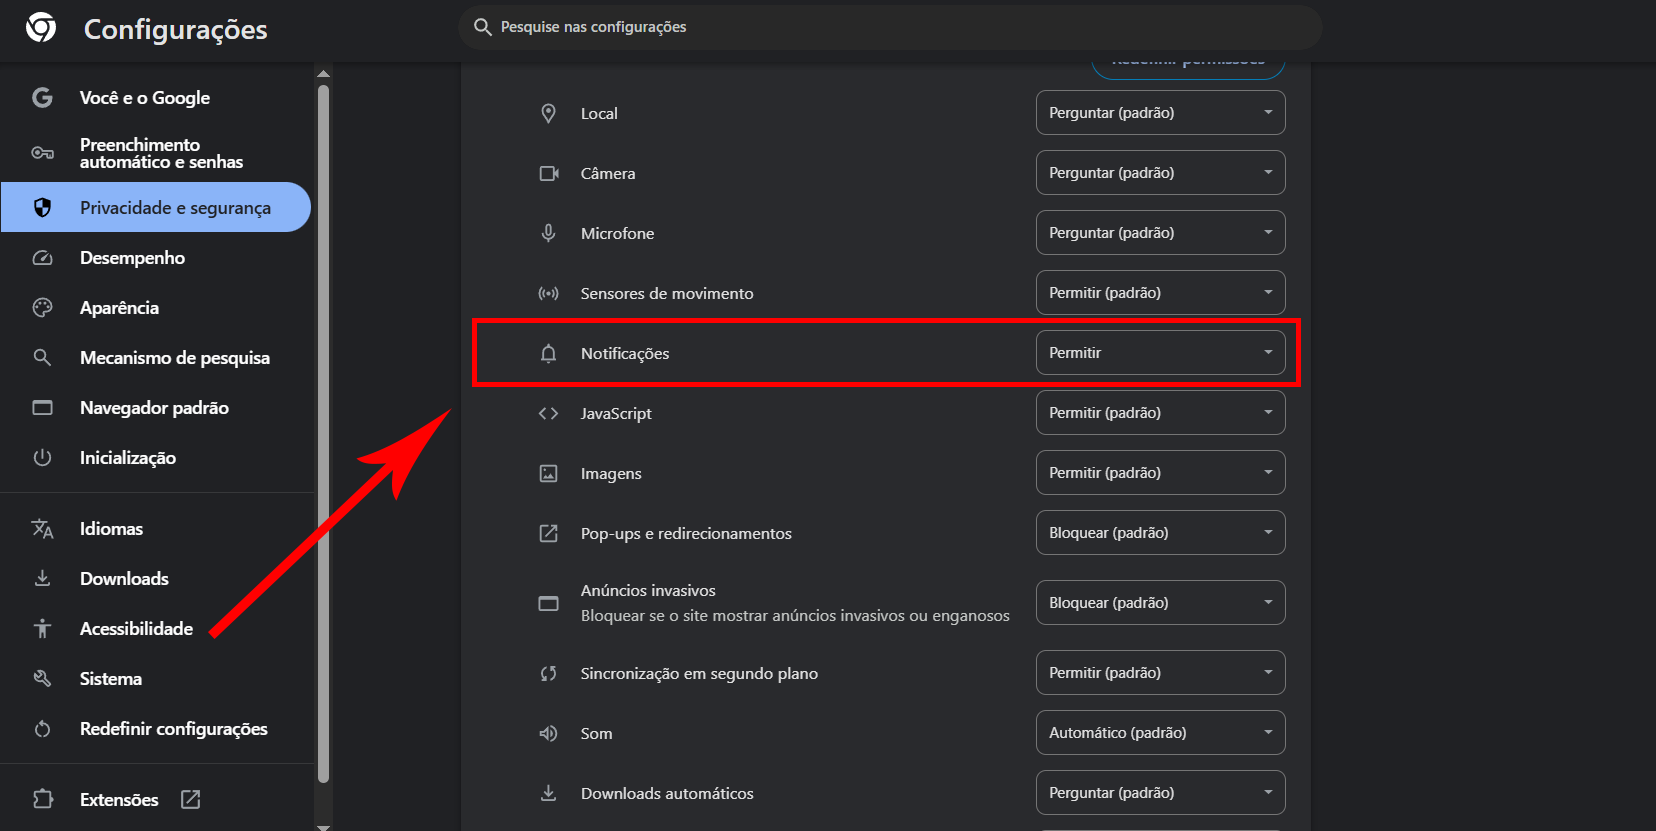 Configurações
Pesquise nas configurações
Você e o Google
Preenchimento
automático e senhas
Privacidade e segurança
Desempenho
Aparência
Mecanismo de pesquisa
Navegador padrão
Inicialização
Idiomas
Downloads
Acessibilidade
Sistema
Redefinir configurações
Extensões
Redefinir permissões
Local
Perguntar (padrão)
Câmera
Perguntar (padrão)
Microfone
Perguntar (padrão)
Sensores de movimento
Permitir (padrão)
Notificações
Permitir
JavaScript
Permitir (padrão)
Imagens
Permitir (padrão)
Pop-ups e redirecionamentos
Bloquear (padrão)
Anúncios invasivos
Bloquear se o site mostrar anúncios invasivos ou enganosos
Bloquear (padrão)
Sincronização em segundo plano
Permitir (padrão)
Som
Automático (padrão)
Downloads automáticos
Perguntar (padrão)